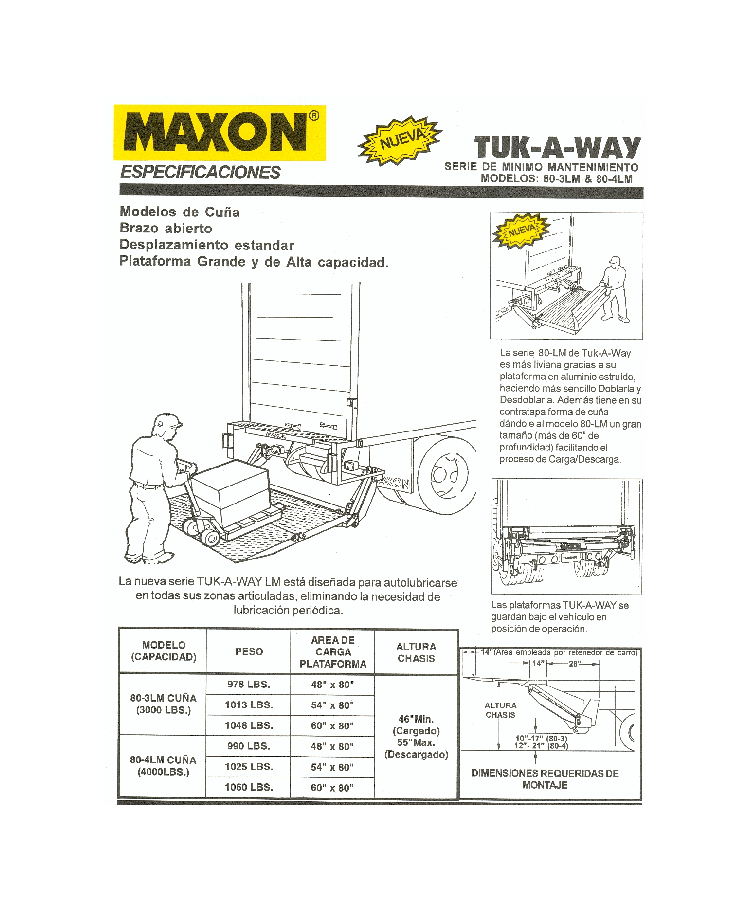 MAXON®
NUEVA
TUK-A-WAY
ESPECIFICACIONES
SERIE DE MINIMO MANTENIMIENTO
MODELOS: 80-3LM & 80-4LM
Modelos de Cuña
Brazo abierto
Desplazamiento estandar
Plataforma Grande y de Alta capacidad.
NUEVA
La serie 80-LM de Tuk-A-Way
es más liviana gracias a su
plataforma en aluminio estruido,
haciendo más sencillo Doblarla y
Desdoblarla. Además tiene en su
contratapa forma de cuña
dándole al modelo 80-LM un gran
tamaño (más de 60" de
profundidad) facilitando el
proceso de Carga/Descarga.
La nueva serie TUK-A-WAY LM está diseñada para autolubricarse
en todas sus zonas articuladas, eliminando la necesidad de
lubricación periódica.
Las plataformas TUK-A-WAY se
guardan bajo el vehículo en
posición de operación.
MODELO
(CAPACIDAD)
PESO
AREA DE
CARGA
PLATAFORMA
ALTURA
CHASIS
80-3LM CUÑA
(3000 LBS.)
978 LBS. 48" x 80"
1013 LBS. 54" x 80"
1048 LBS. 60" x 80"
80-4LM CUÑA
(4000LBS.)
990 LBS. 48" x 80"
1025 LBS. 54" x 80"
1060 LBS. 60" x 80"
46"Min.
(Cargado)
55"Max.
(Descargado)
14"(Area empleada por retenedor de carro)
14" 28"
ALTURA
CHASIS
10"-17" (80-3)
12"-21" (80-4)
DIMENSIONES REQUERIDAS DE
MONTAJE